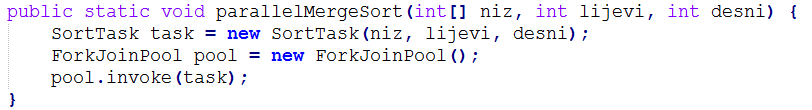 public static void parallelMergeSort(int[] niz, int lijevi, int desni) {
    SortTask task = new SortTask(niz, lijevi, desni);
    ForkJoinPool pool = new ForkJoinPool();
    pool.invoke(task);
}